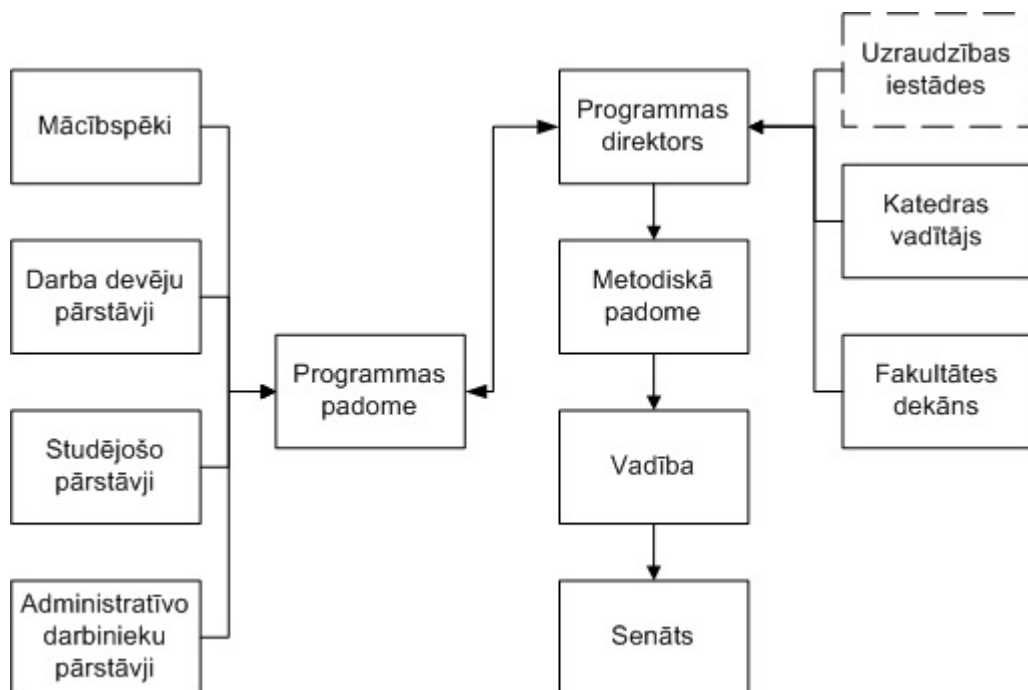 Mācībspēki
Darba devēju
pārstāvji
Studējošo
pārstāvji
Administratīvo
darbinieku
pārstāvji
Programmas
padome
Programmas
direktors
Metodiskā
padome
Vadība
Senāts
Uzraudzības
iestādes
Katedras
vadītājs
Fakultātes
dekāns